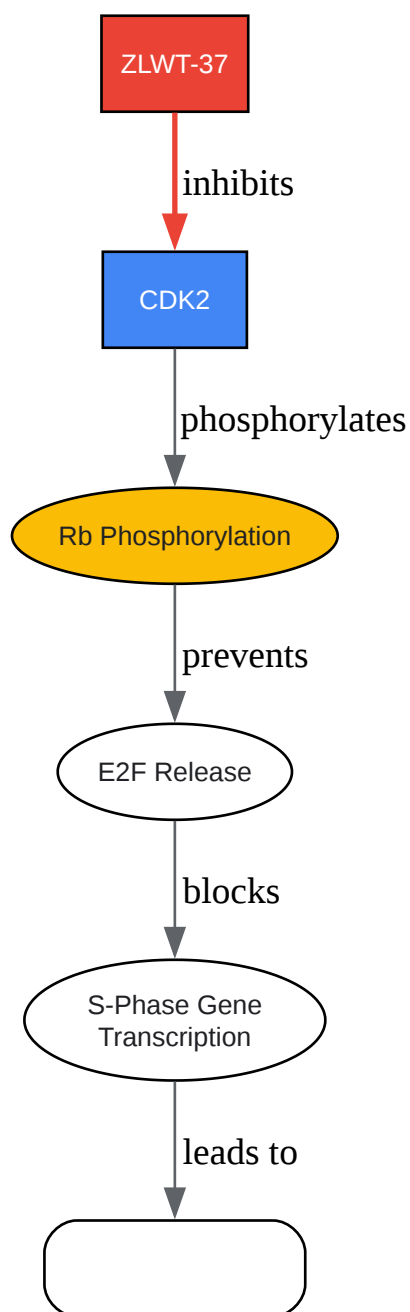 ZLWT-37
inhibits
CDK2
phosphorylates
Rb Phosphorylation
prevents
E2F Release
blocks
S-Phase Gene
Transcription
leads to